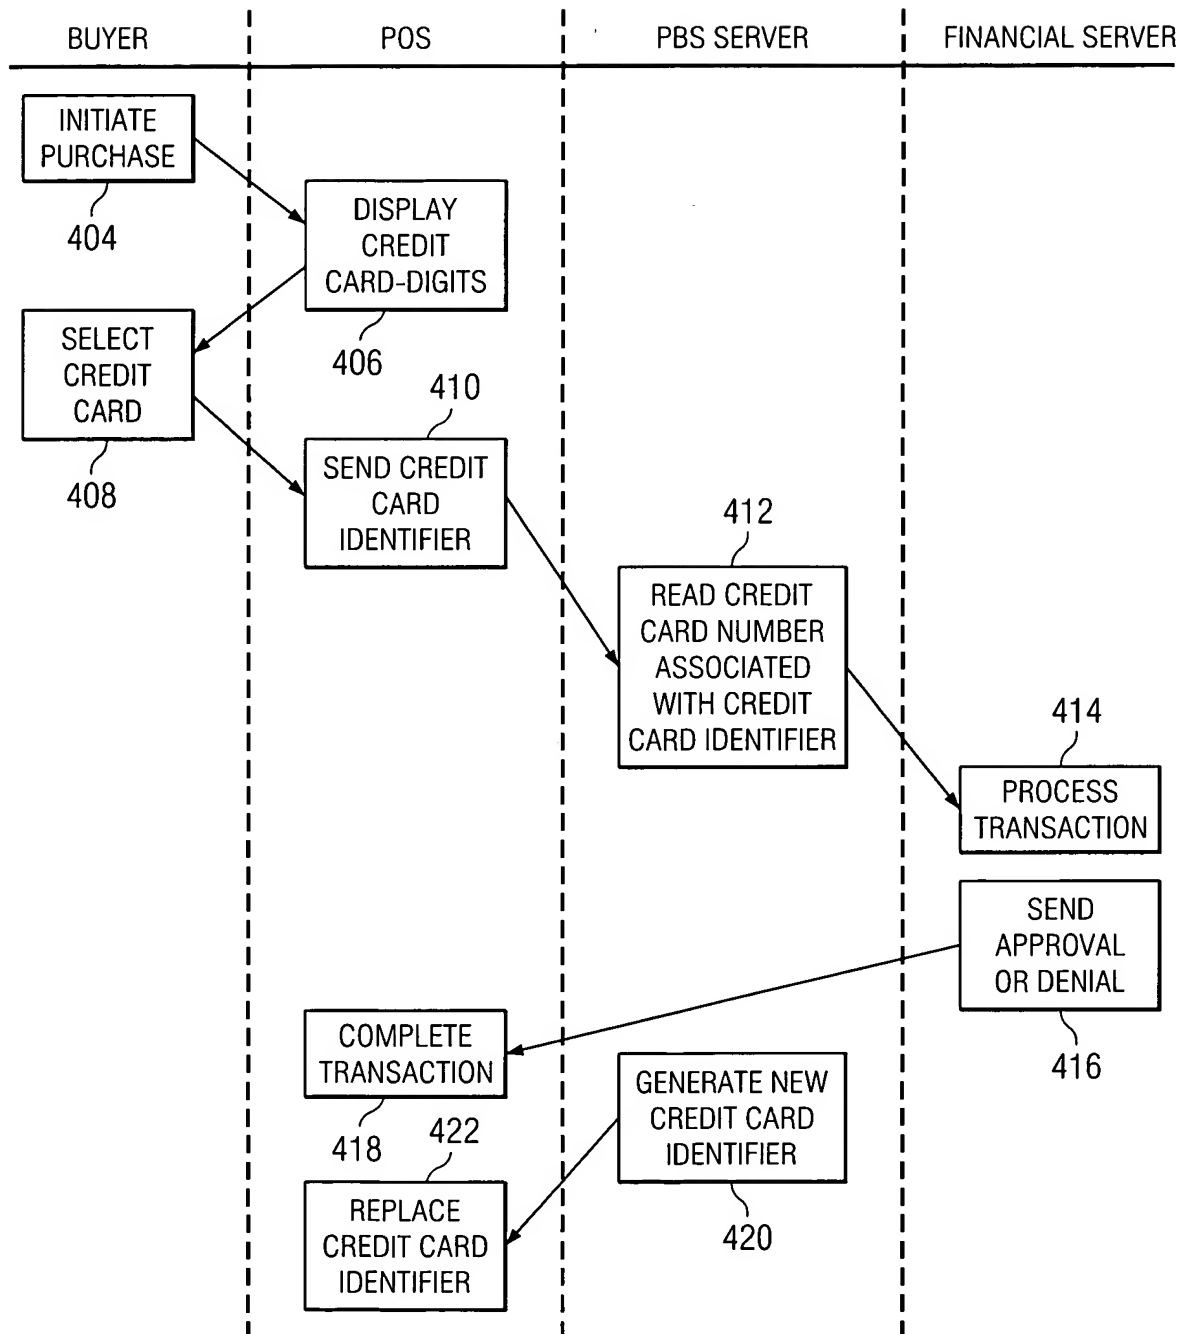 BUYER
POS
PBS SERVER
FINANCIAL SERVER
INITIATE
PURCHASE
404
DISPLAY
CREDIT
CARD-DIGITS
406
SELECT
CREDIT
CARD
408
410
SEND CREDIT
CARD
IDENTIFIER
412
READ CREDIT
CARD NUMBER
ASSOCIATED
WITH CREDIT
CARD IDENTIFIER
414
PROCESS
TRANSACTION
SEND
APPROVAL
OR DENIAL
416
COMPLETE
TRANSACTION
418
GENERATE NEW
CREDIT CARD
IDENTIFIER
420
422
REPLACE
CREDIT CARD
IDENTIFIER